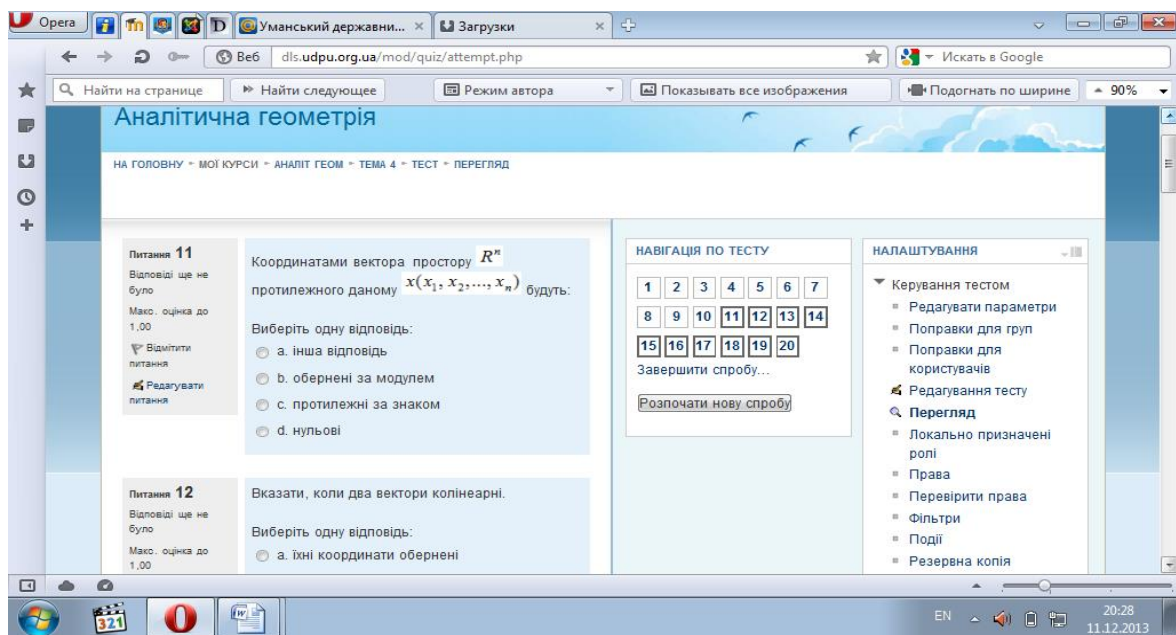 Opera
Уманський державни...
Загрузки
Веб
dls.udpu.org.ua/mod/quiz/attempt.php
Искать в Google
Найти на странице
Найти следующее
Режим автора
Показывать все изображения
Подогнать по ширине
90%
Аналітична геометрія
НА ГОЛОВНУ МОЇ КУРСИ АНАЛІТ ГЕОМ ТЕМА 4 ТЕСТ ПЕРЕГЛЯД
Питання 11
Відповіді ще не
було
Макс. оцінка до
1,00
Відмітити
питання
Редагувати
питання
Координатами вектора простору Rⁿ
протилежного даному x(x₁, x₂,..., xₙ) будуть:
Виберіть одну відповідь:
a. інша відповідь
b. обернені за модулем
c. протилежні за знаком
d. нульові
Питання 12
Відповіді ще не
було
Макс. оцінка до
1,00
Вказати, коли два вектори колінеарні.
Виберіть одну відповідь:
a. їхні координати обернені
НАВІГАЦІЯ ПО ТЕСТУ
1 2 3 4 5 6 7
8 9 10 11 12 13 14
15 16 17 18 19 20
Завершити спробу...
Розпочати нову спробу
НАЛАШТУВАННЯ
Керування тестом
Редагувати параметри
Поправки для груп
Поправки для
користувачів
Редагування тесту
Перегляд
Локально призначені
ролі
Права
Перевірити права
Фільтри
Події
Резервна копія
321
EN
20:28
11.12.2013